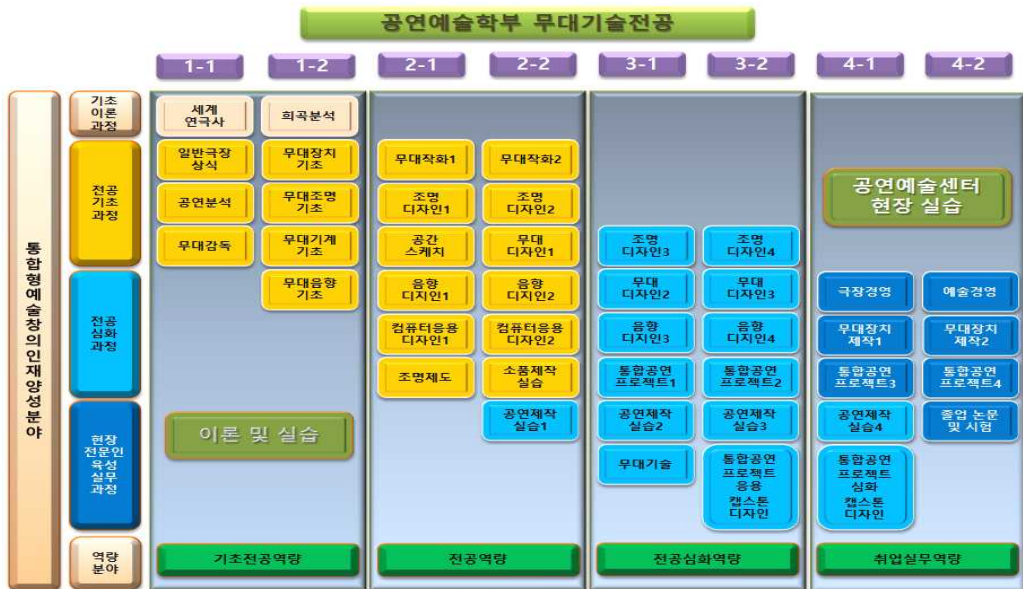 공연예술학부 무대기술전공
1-1
1-2
2-1
2-2
3-1
3-2
4-1
4-2
통합형예술창의인재양성분야
기초
이론
과정
전공
기초
과정
전공
심화
과정
현장
전문인
육성
실무
과정
역량
분야
세계
연극사
일반극장
상식
공연분석
무대감독
희곡분석
무대장치
기초
무대조명
기초
무대기계
기초
무대음향
기초
이론 및 실습
기초전공역량
무대작화1
조명
디자인1
공간
스케치
음향
디지인1
컴퓨터응용
디자인1
조명제도
무대작화2
조명
디자인2
무대
디자인1
음향
디지인2
컴퓨터응용
디자인2
소품제작
실습
공연제작
실습1
전공역량
조명
디자인3
무대
디자인2
음향
디지인3
통합공연
프로젝트1
공연제작
실습2
무대기술
조명
디자인4
무대
디자인3
음향
디지인4
통합공연
프로젝트2
공연제작
실습3
통합공연
프로젝트
응용
캡스톤
디자인
전공심화역량
공연예술센터
현장 실습
극장경영
무대장치
제작1
통합공연
프로젝트3
공연제작
실습4
통합공연
프로젝트
심화
캡스톤
디자인
예술경영
무대장치
제작2
통합공연
프로젝트4
졸업 논문
및 시험
취업실무역량